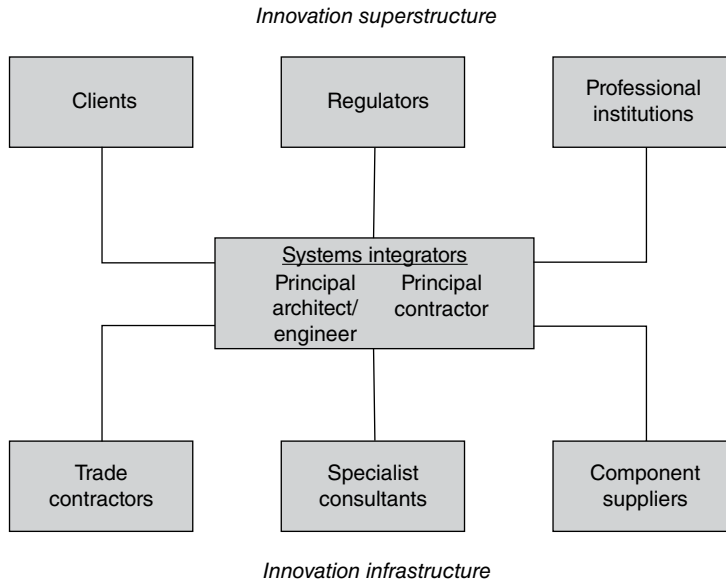 Innovation superstructure
Clients
Regulators
Professional
institutions
Systems integrators
Principal
architect/
engineer
Principal
contractor
Trade
contractors
Specialist
consultants
Component
suppliers
Innovation infrastructure